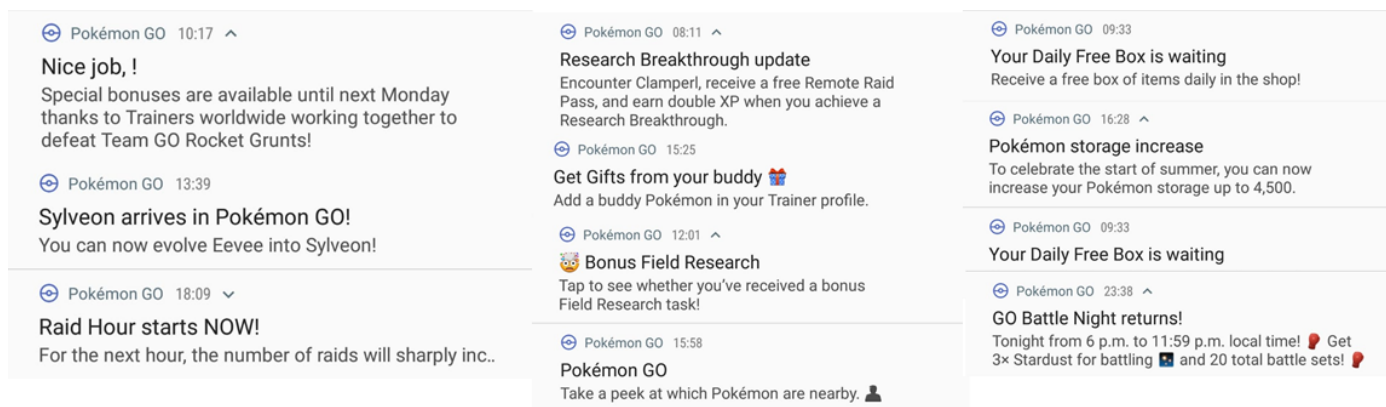 Pokémon GO 10:17
Nice job, !
Special bonuses are available until next Monday
thanks to Trainers worldwide working together to
defeat Team GO Rocket Grunts!
Pokémon GO 13:39
Sylveon arrives in Pokémon GO!
You can now evolve Eevee into Sylveon!
Pokémon GO 18:09
Raid Hour starts NOW!
For the next hour, the number of raids will sharply inc..
Pokémon GO 08:11
Research Breakthrough update
Encounter Clamperl, receive a free Remote Raid
Pass, and earn double XP when you achieve a
Research Breakthrough.
Pokémon GO 15:25
Get Gifts from your buddy 🎁
Add a buddy Pokémon in your Trainer profile.
Pokémon GO 12:01
🤯 Bonus Field Research
Tap to see whether you've received a bonus
Field Research task!
Pokémon GO 15:58
Pokémon GO
Take a peek at which Pokémon are nearby. 👤
Pokémon GO 09:33
Your Daily Free Box is waiting
Receive a free box of items daily in the shop!
Pokémon GO 16:28
Pokémon storage increase
To celebrate the start of summer, you can now
increase your Pokémon storage up to 4,500.
Pokémon GO 09:33
Your Daily Free Box is waiting
Pokémon GO 23:38
GO Battle Night returns!
Tonight from 6 p.m. to 11:59 p.m. local time! 🥊 Get
3× Stardust for battling 🌠 and 20 total battle sets! 🥊